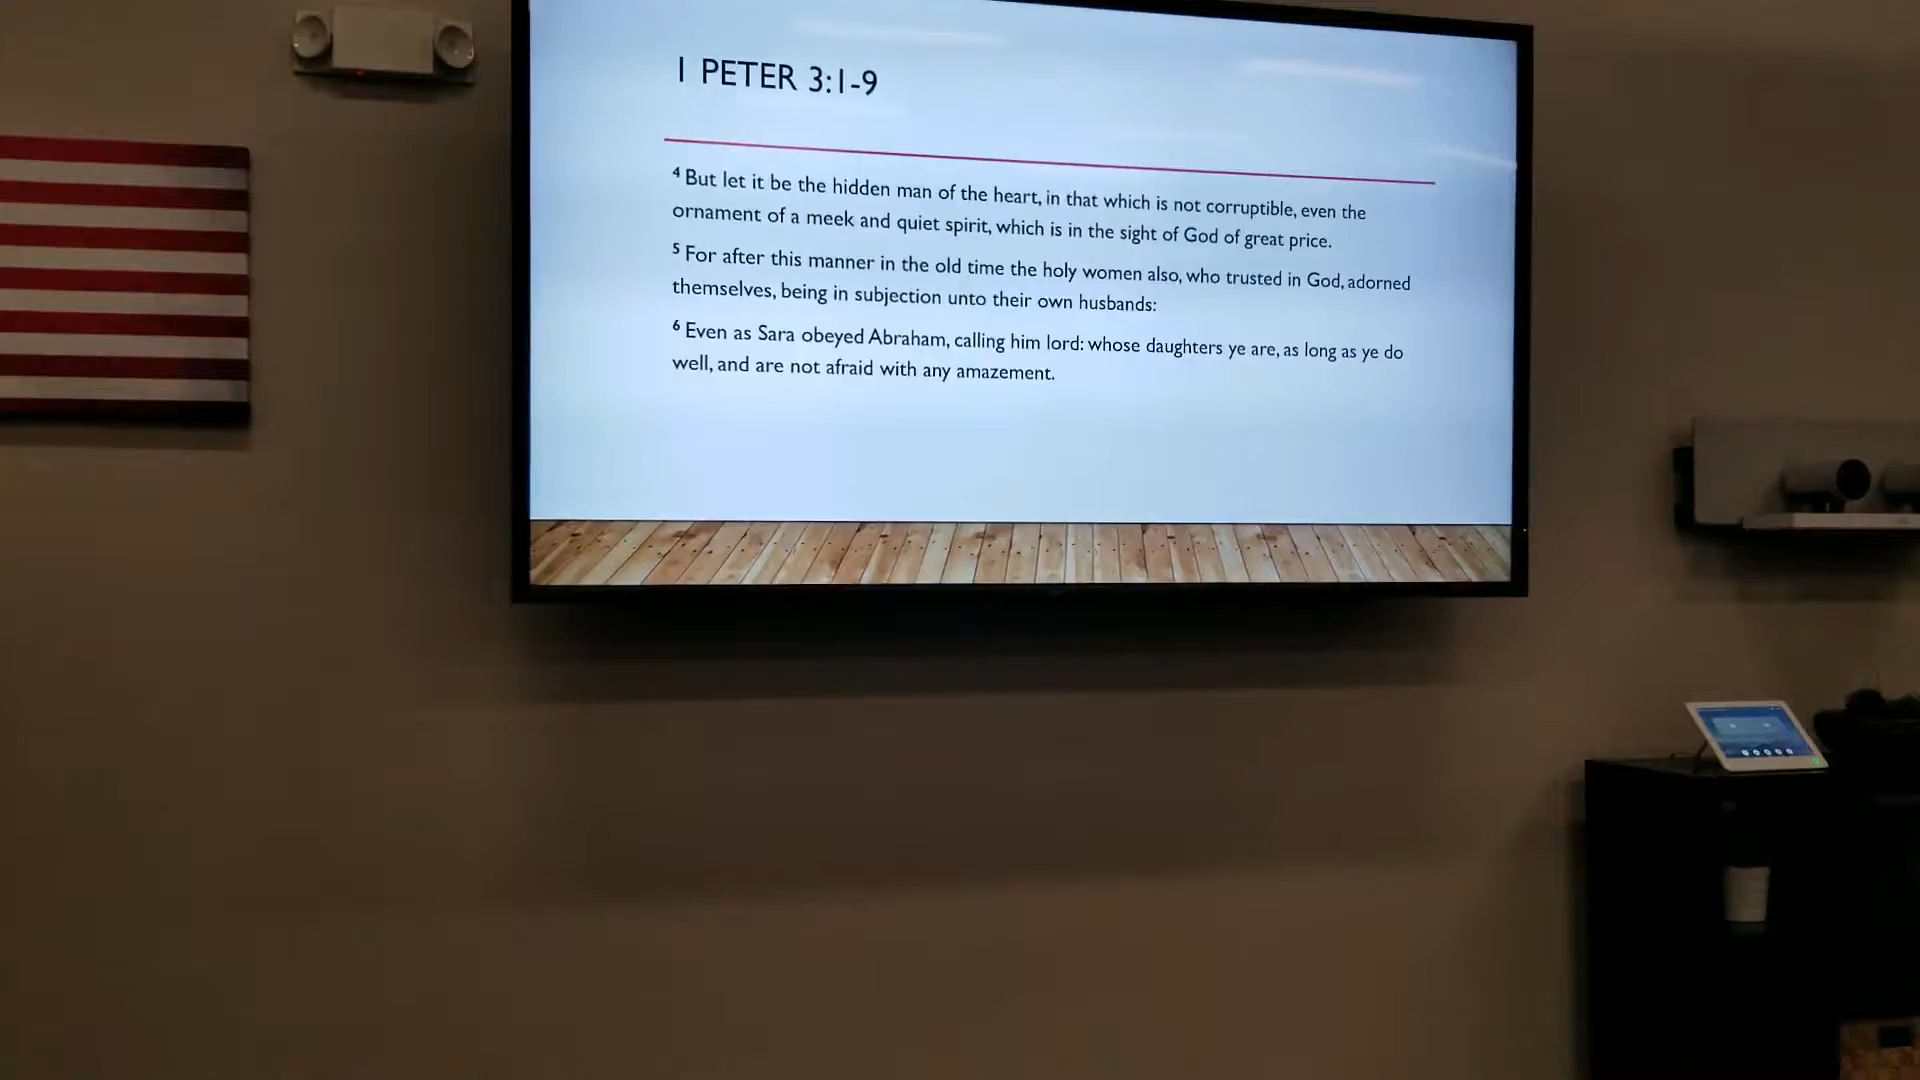 1 PETER 3:1-9
4 But let it be the hidden man of the heart, in that which is not corruptible, even the
ornament of a meek and quiet spirit, which is in the sight of God of great price.
5 For after this manner in the old time the holy women also, who trusted in God, adorned
themselves, being in subjection unto their own husbands:
6 Even as Sara obeyed Abraham, calling him lord: whose daughters ye are, as long as ye do
well, and are not afraid with any amazement.